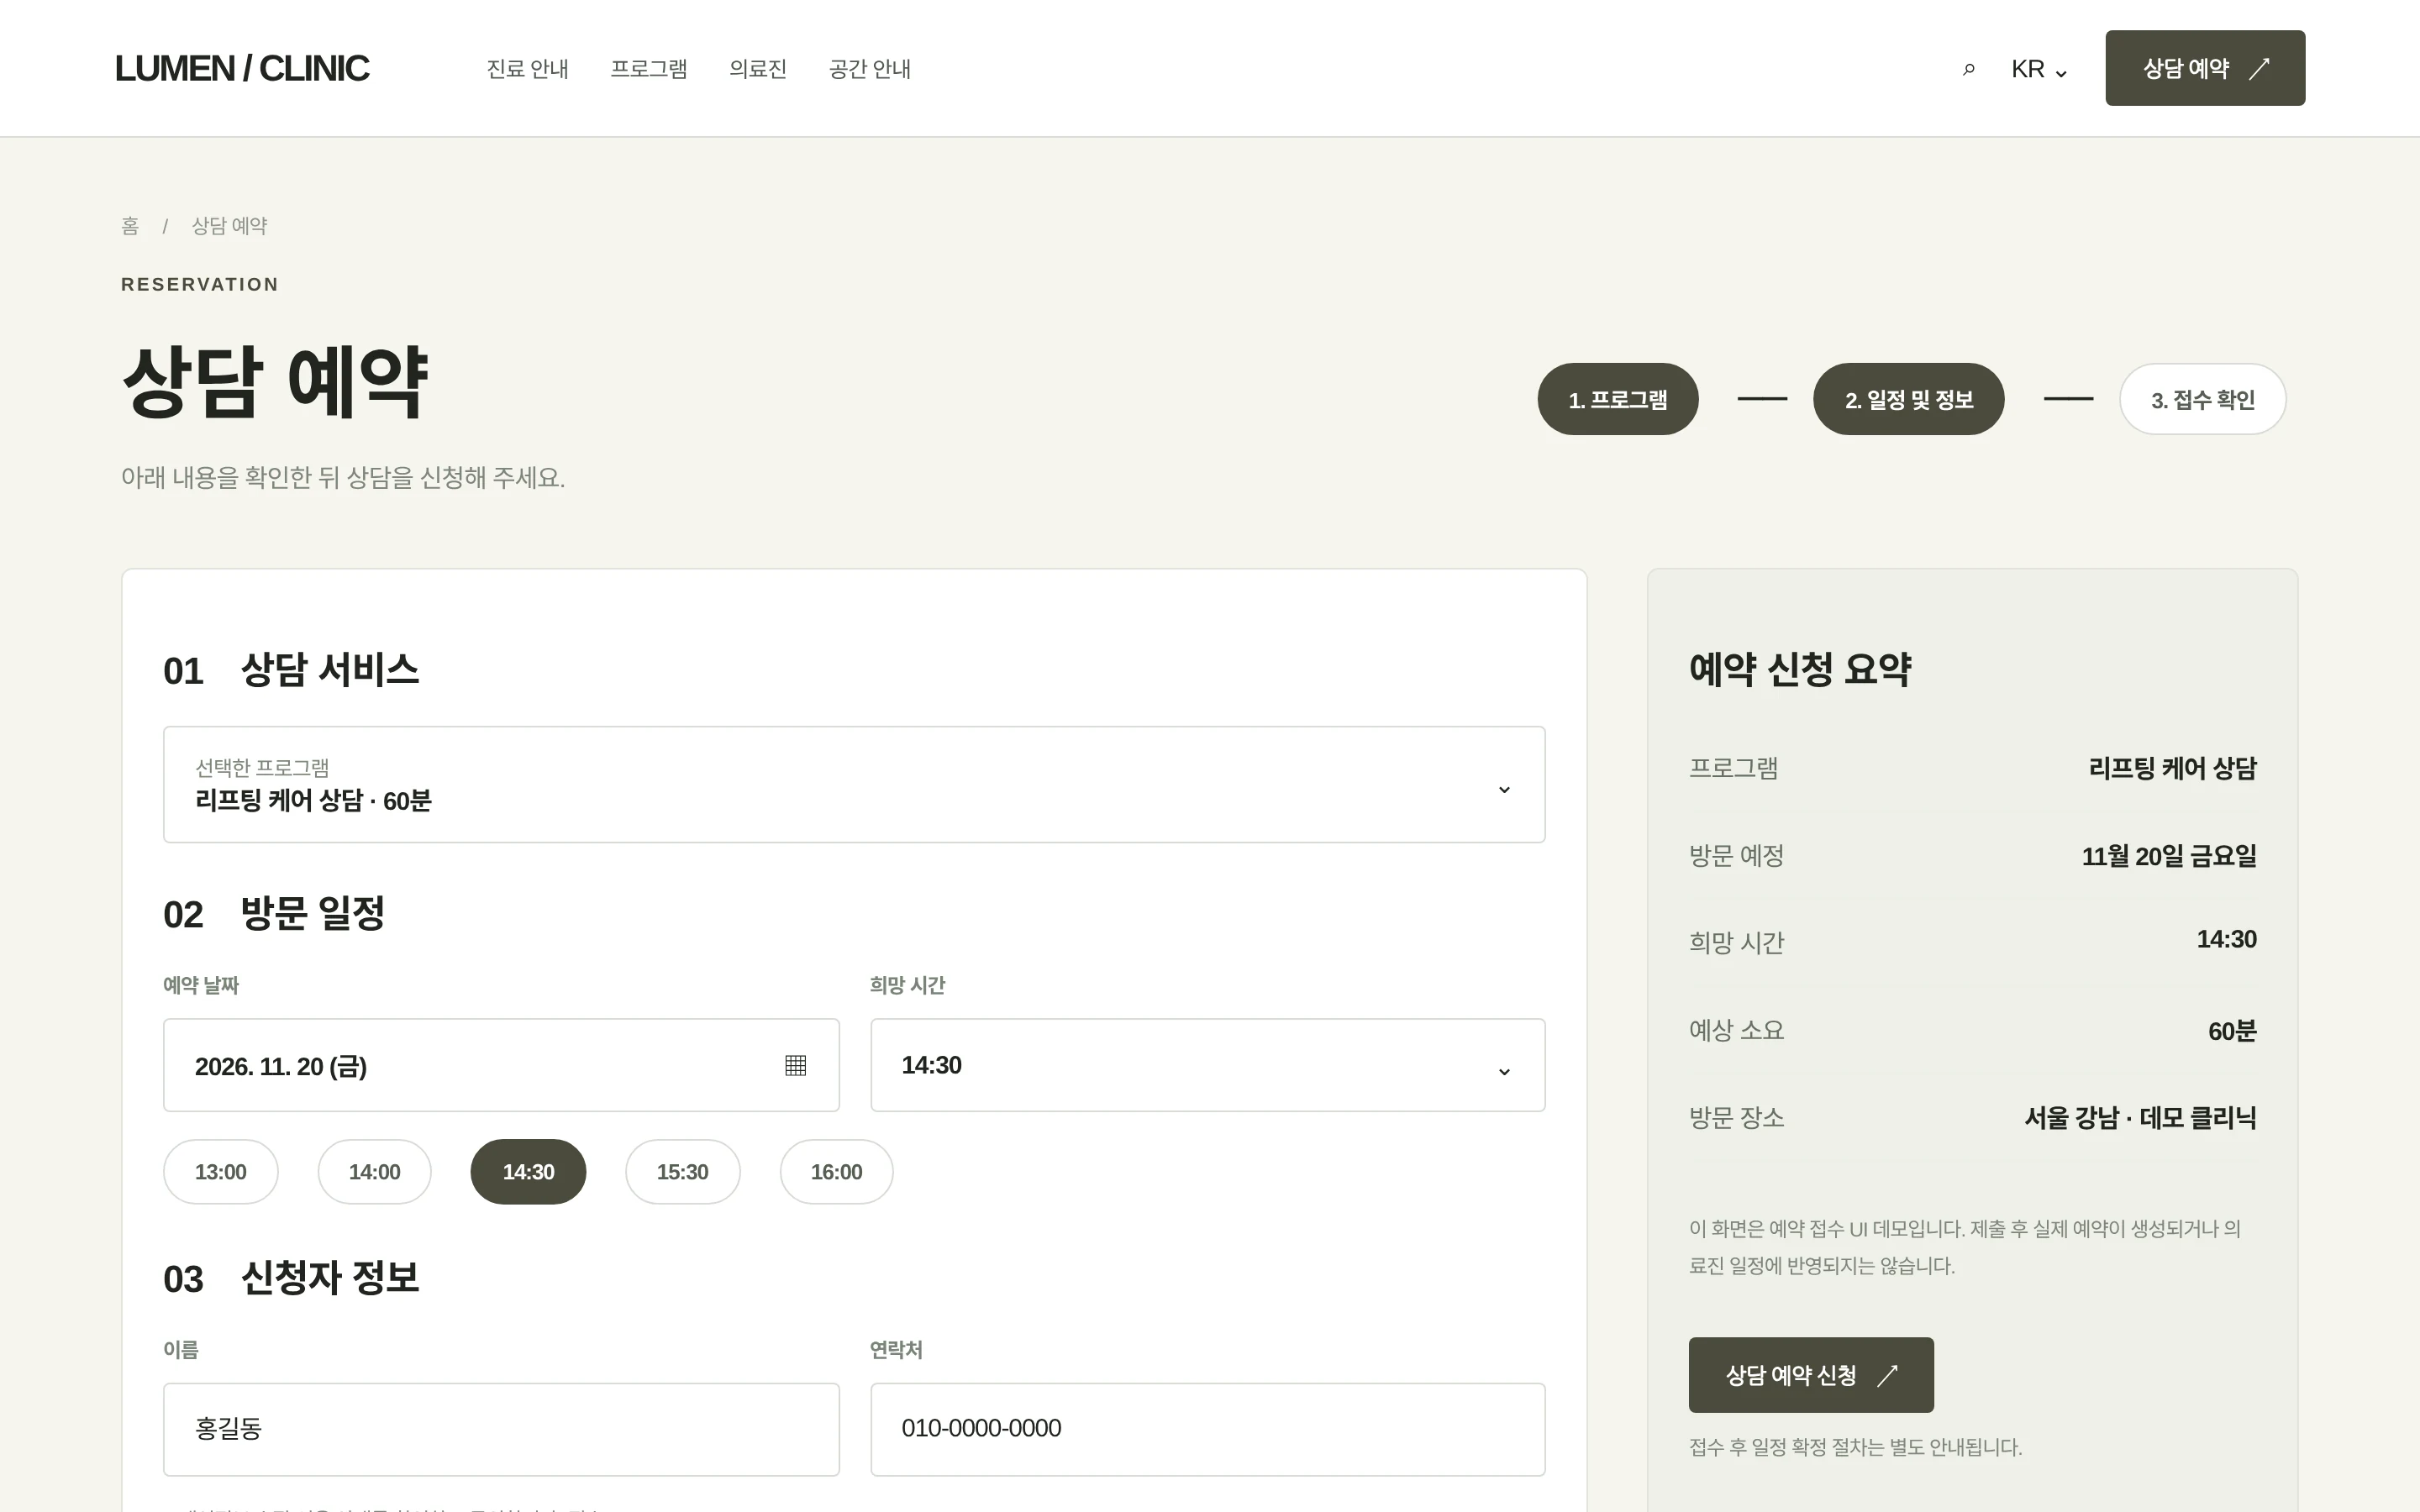 LUMEN / CLINIC
진료 안내 프로그램 의료진 공간 안내
KR
상담 예약
홈 / 상담 예약
RESERVATION
상담 예약
1. 프로그램
2. 일정 및 정보
3. 접수 확인
아래 내용을 확인한 뒤 상담을 신청해 주세요.
01 상담 서비스
선택한 프로그램
리프팅 케어 상담 · 60분
02 방문 일정
예약 날짜
2026. 11. 20 (금)
희망 시간
14:30
13:00 14:00 14:30 15:30 16:00
03 신청자 정보
이름
홍길동
연락처
010-0000-0000
예약 신청 요약
프로그램 리프팅 케어 상담
방문 예정 11월 20일 금요일
희망 시간 14:30
예상 소요 60분
방문 장소 서울 강남 · 데모 클리닉
이 화면은 예약 접수 UI 데모입니다. 제출 후 실제 예약이 생성되거나 의
료진 일정에 반영되지는 않습니다.
상담 예약 신청
접수 후 일정 확정 절차는 별도 안내됩니다.